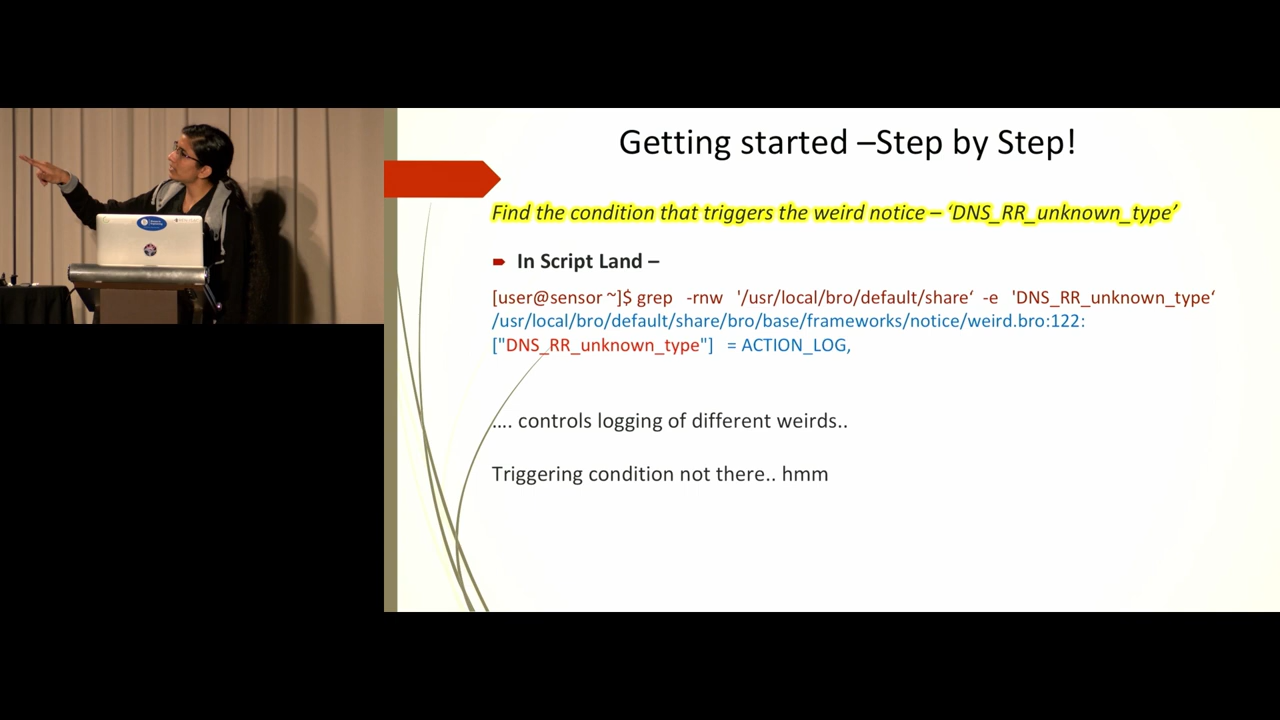 Getting started –Step by Step!
Find the condition that triggers the weird notice – ‘DNS_RR_unknown_type’
In Script Land –
[user@sensor ~]$ grep -rnw '/usr/local/bro/default/share‘ -e 'DNS_RR_unknown_type‘
/usr/local/bro/default/share/bro/base/frameworks/notice/weird.bro:122:
["DNS_RR_unknown_type"] = ACTION_LOG,
…. controls logging of different weirds..
Triggering condition not there.. hmm